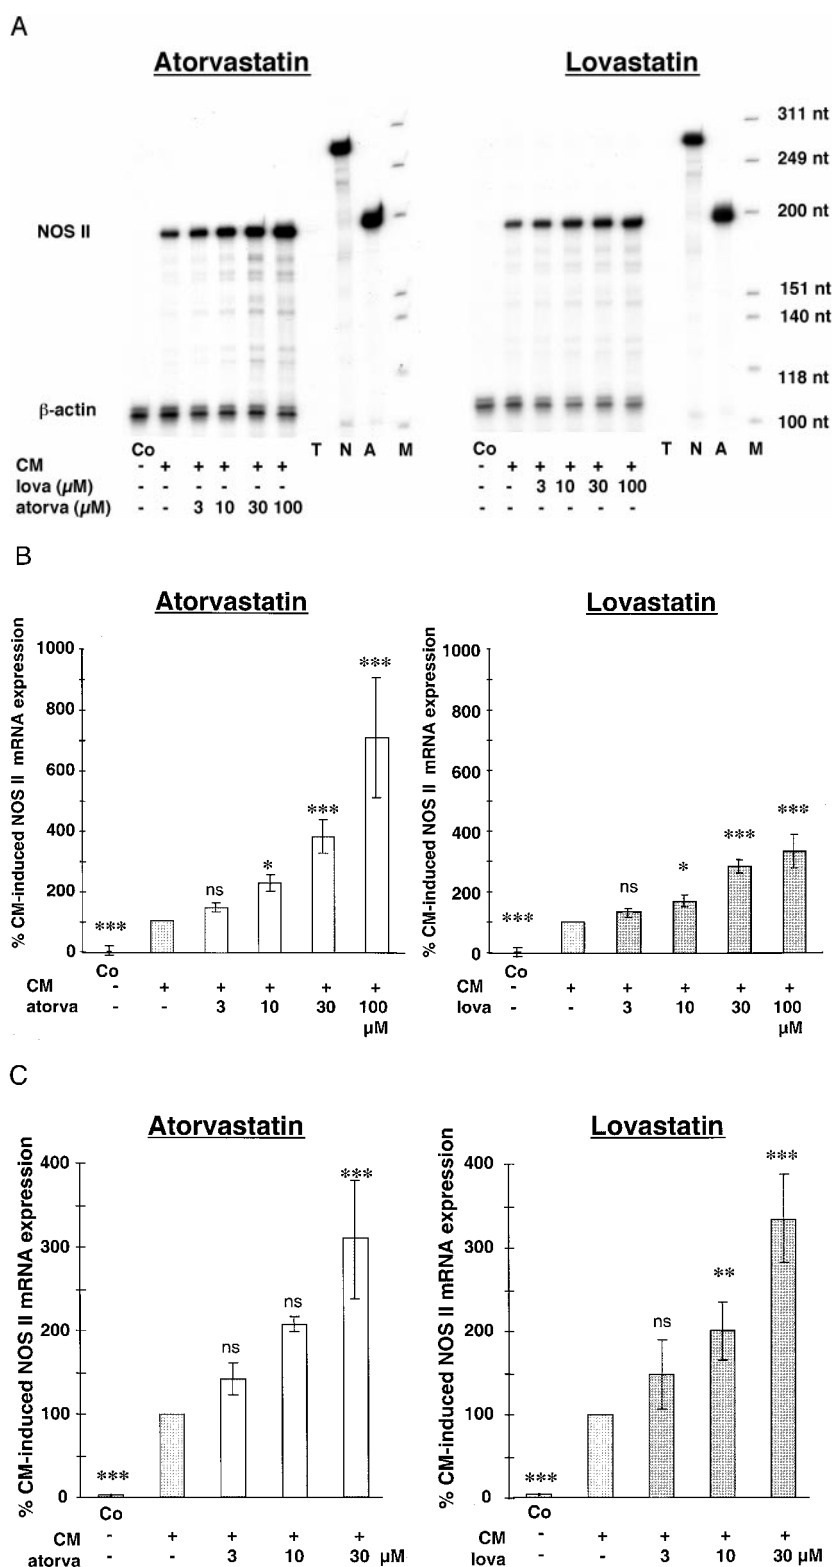 A
Atorvastatin
Lovastatin
311 nt
249 nt
200 nt
NOS II
151 nt
140 nt
118 nt
β-actin
100 nt
Co T N A M Co T N A M
CM - + + + + + - + + + + +
lova (µM) - - 3 10 30 100
atorva (µM) - - 3 10 30 100 - - -
B
Atorvastatin
Lovastatin
% CM-induced NOS II mRNA expression
1000
800
600
400
200
0
*** ns * *** ***
Co
CM - + + + + +
atorva - - 3 10 30 100
µM
% CM-induced NOS II mRNA expression
1000
800
600
400
200
0
*** ns * *** ***
Co
CM - + + + + +
lova - - 3 10 30 100
µM
C
Atorvastatin
Lovastatin
% CM-induced NOS II mRNA expression
400
300
200
100
0
*** ns ns ***
Co
CM - + + + +
atorva - - 3 10 30 µM
% CM-induced NOS II mRNA expression
400
300
200
100
0
*** ns ** ***
Co
CM - + + + +
lova - - 3 10 30 µM